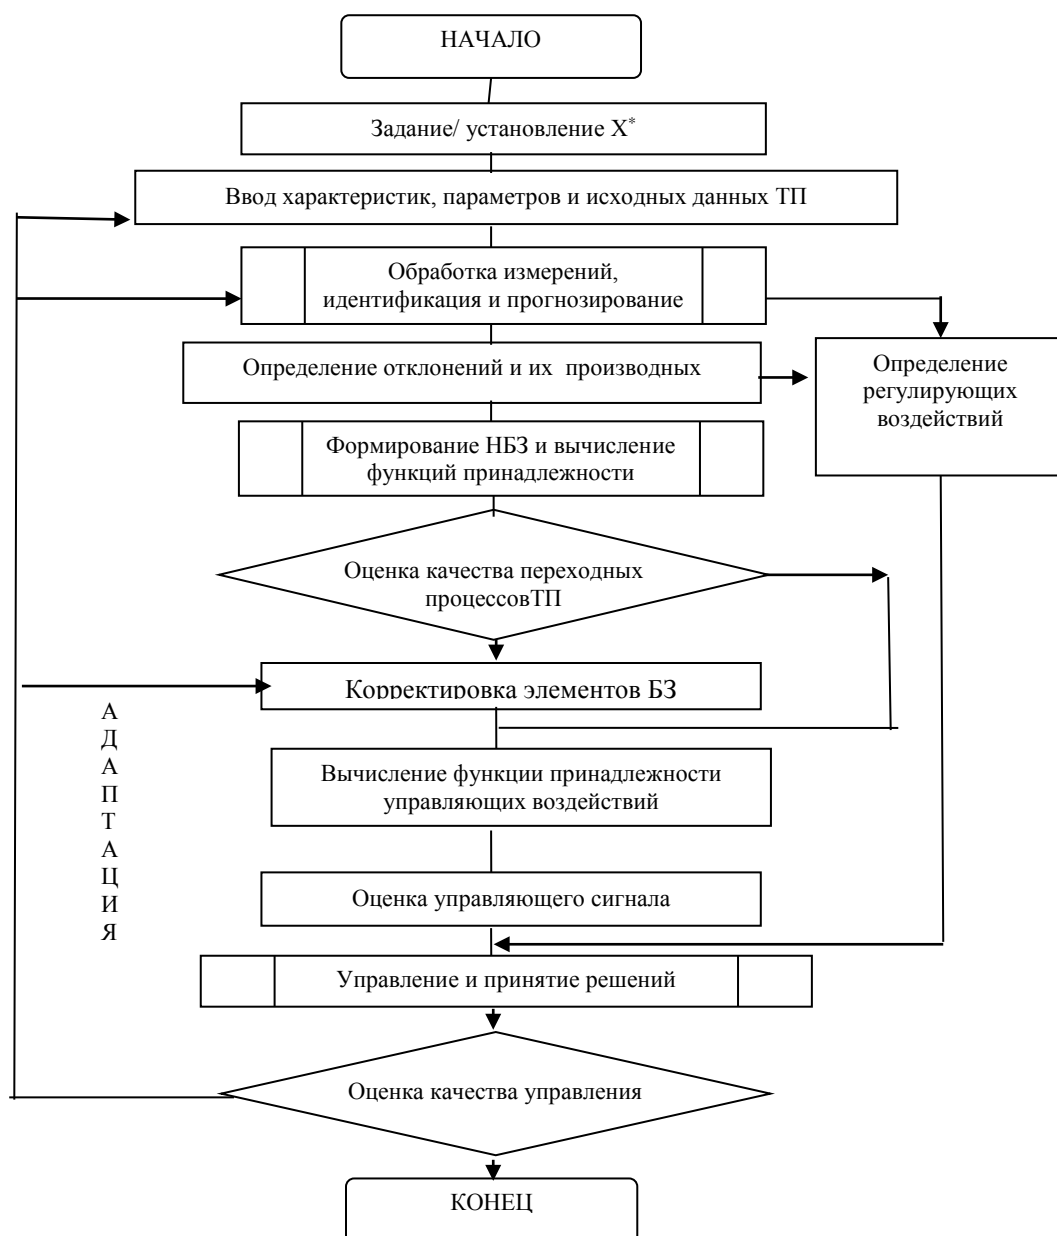 НАЧАЛО
Задание/ установление X*
Ввод характеристик, параметров и исходных данных ТП
Обработка измерений,
идентификация и прогнозирование
Определение отклонений и их производных
Определение
регулирующих
воздействий
Формирование НБЗ и вычисление
функций принадлежности
Оценка качества переходных
процессовТП
Корректировка элементов БЗ
А
Д
А
П
Т
А
Ц
И
Я
Вычисление функции принадлежности
управляющих воздействий
Оценка управляющего сигнала
Управление и принятие решений
Оценка качества управления
КОНЕЦ